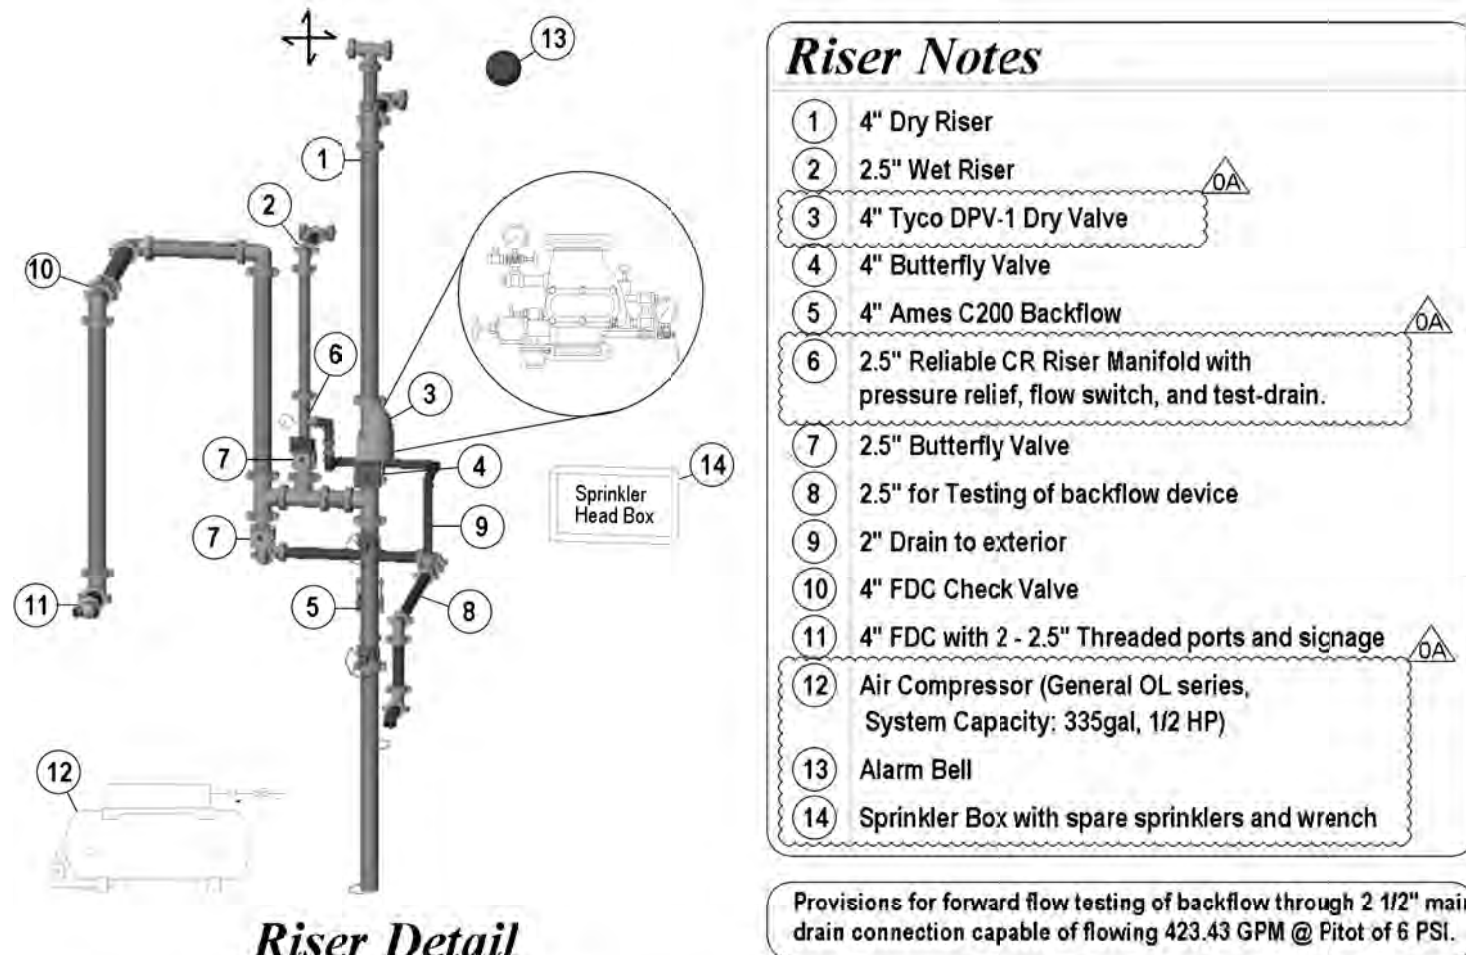 13
1
2
10
6
3
7
4
14
Sprinkler
Head Box
9
7
11
5
8
12
Riser Detail
Riser Notes
1 4" Dry Riser
2 2.5" Wet Riser
0A
3 4" Tyco DPV-1 Dry Valve
4 4" Butterfly Valve
5 4" Ames C200 Backflow
0A
6 2.5" Reliable CR Riser Manifold with
pressure relief, flow switch, and test-drain.
7 2.5" Butterfly Valve
8 2.5" for Testing of backflow device
9 2" Drain to exterior
10 4" FDC Check Valve
11 4" FDC with 2 - 2.5" Threaded ports and signage
0A
12 Air Compressor (General OL series,
System Capacity: 335gal, 1/2 HP)
13 Alarm Bell
14 Sprinkler Box with spare sprinklers and wrench
Provisions for forward flow testing of backflow through 2 1/2" main
drain connection capable of flowing 423.43 GPM @ Pitot of 6 PSI.